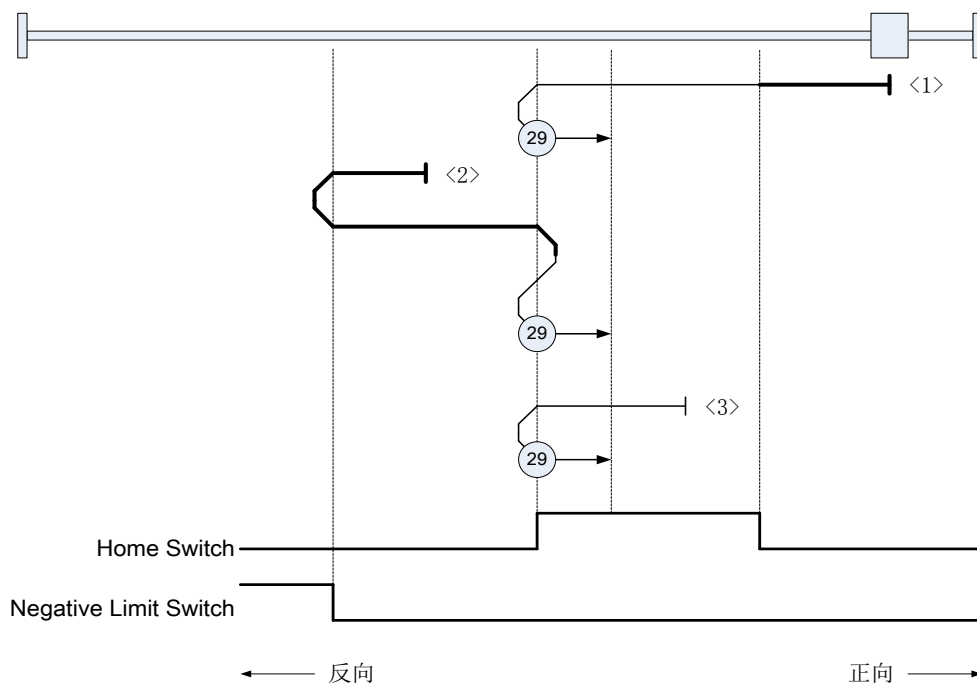 <1>
29
<2>
29
<3>
29
Home Switch
Negative Limit Switch
反向 正向